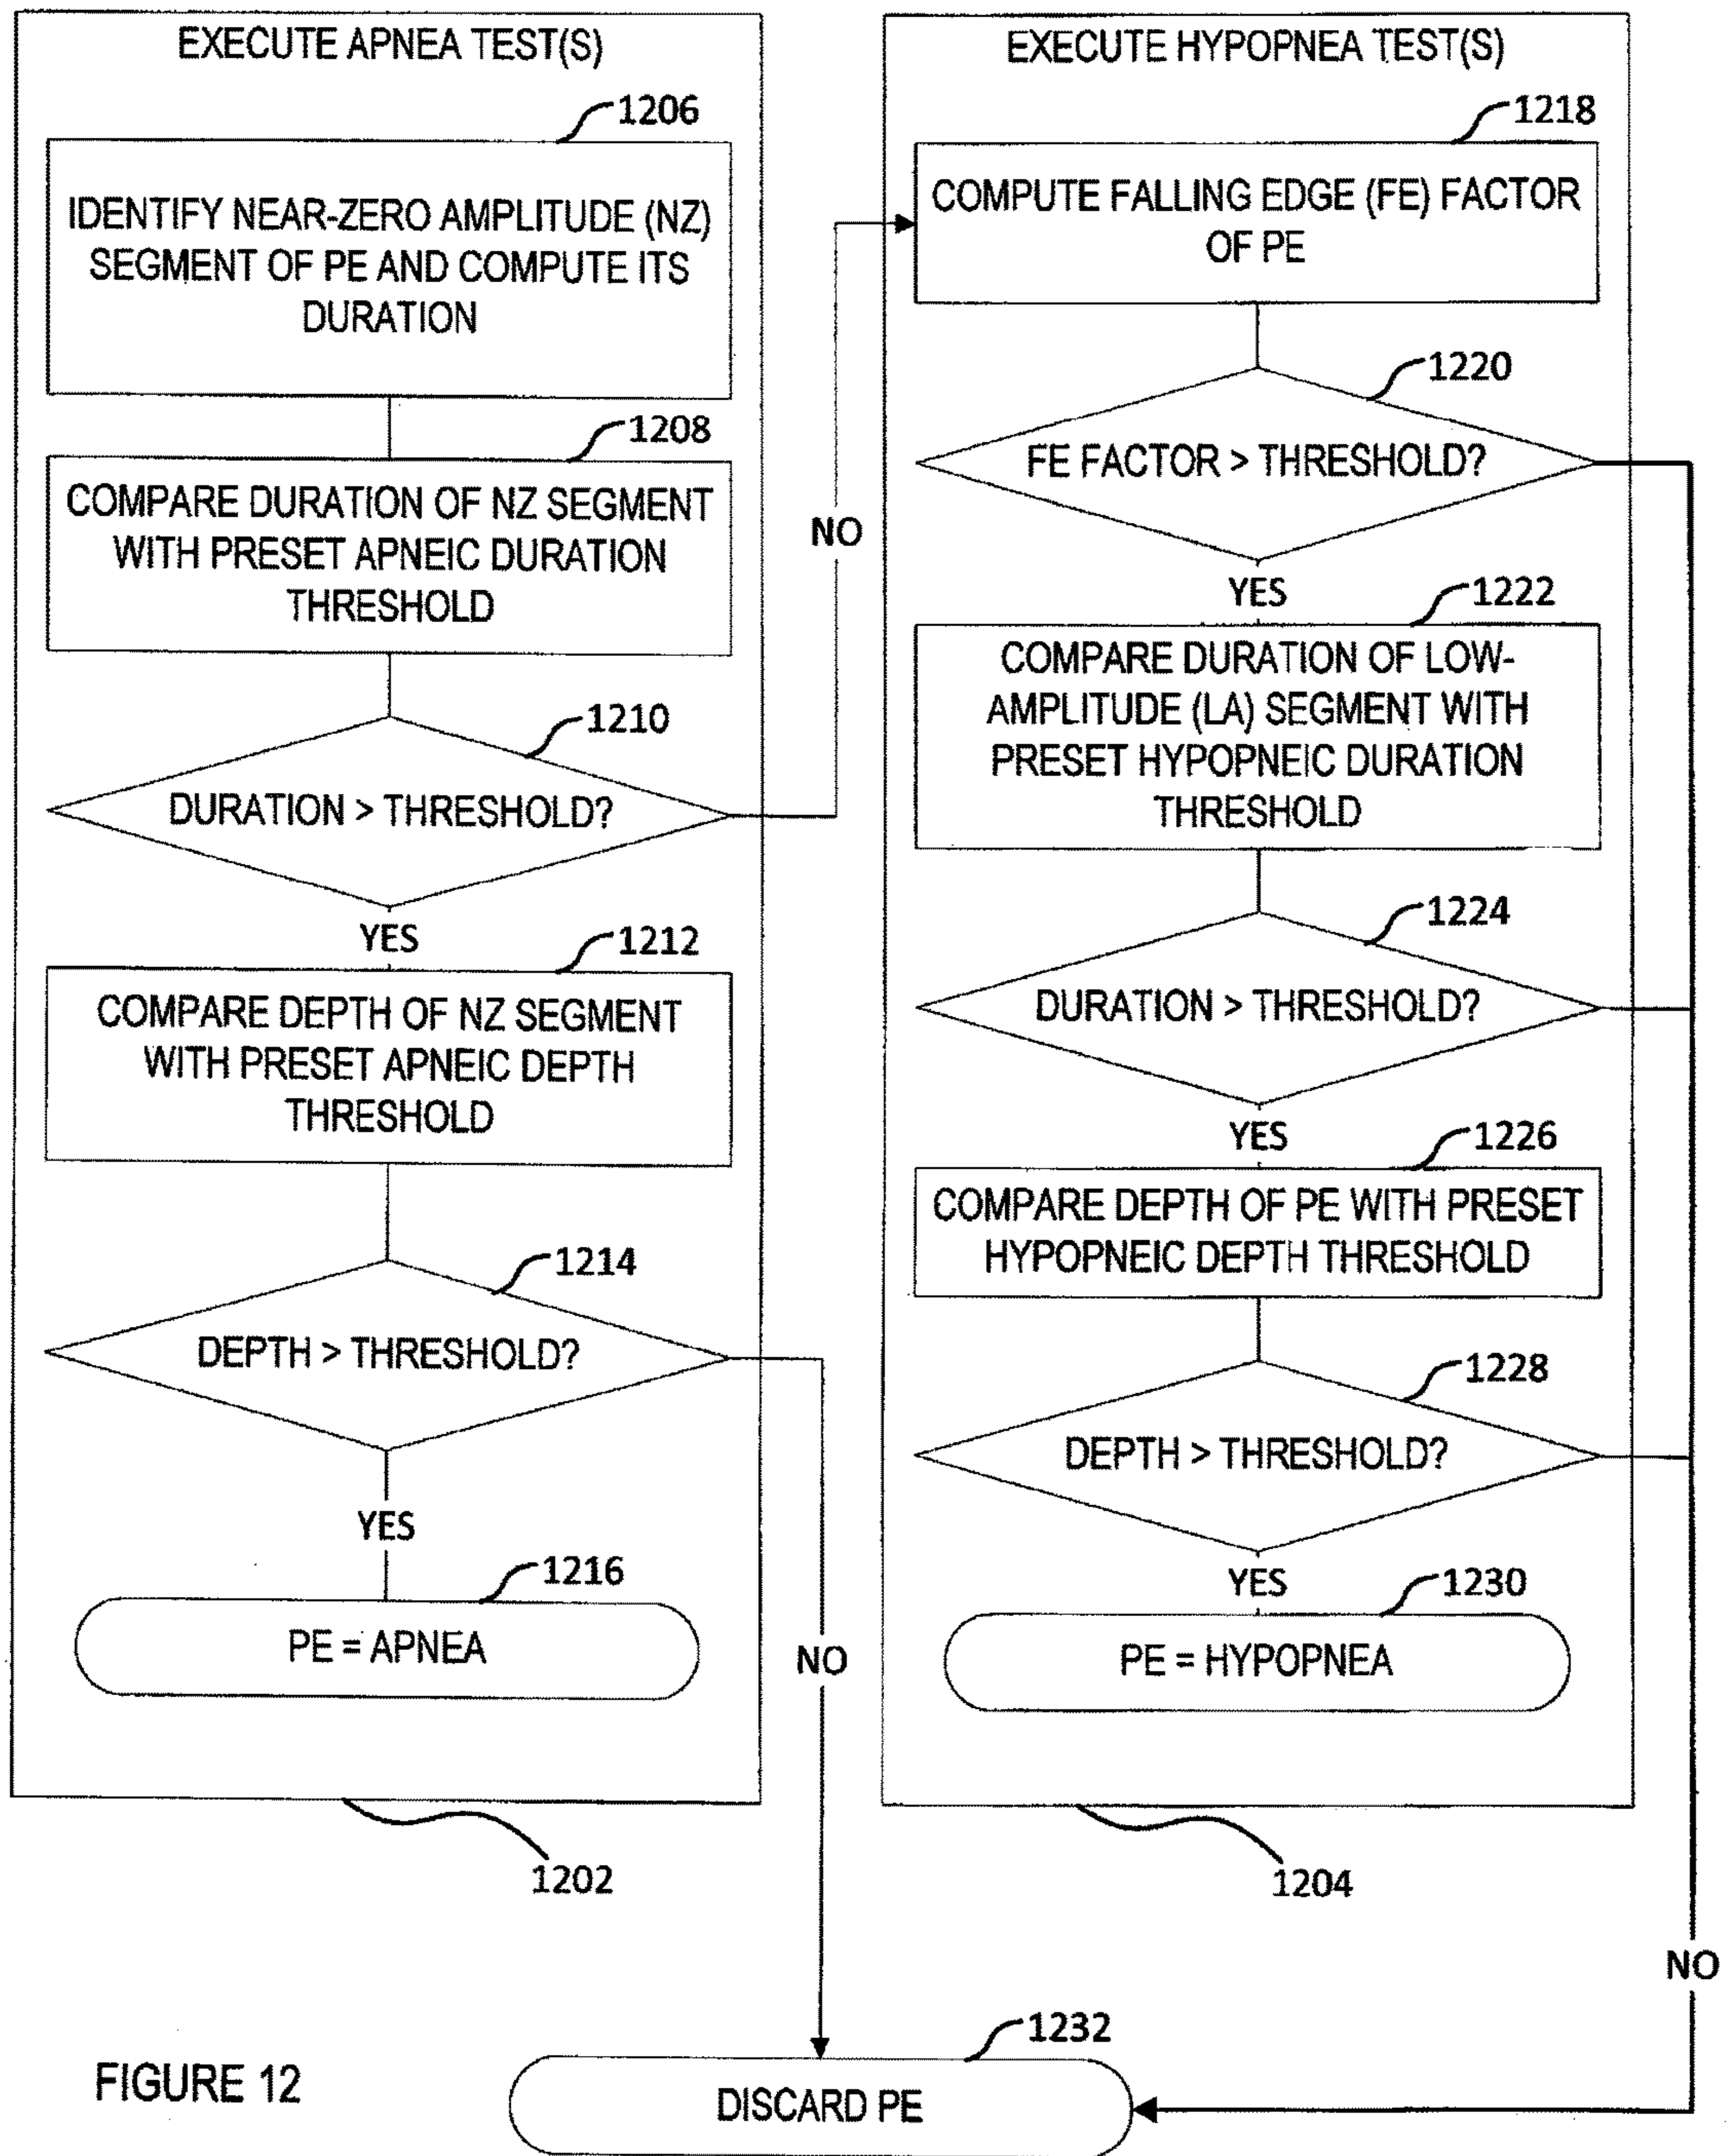 EXECUTE APNEA TEST(S)
1206
IDENTIFY NEAR-ZERO AMPLITUDE (NZ)
SEGMENT OF PE AND COMPUTE ITS
DURATION
1208
COMPARE DURATION OF NZ SEGMENT
WITH PRESET APNEIC DURATION
THRESHOLD
1210
DURATION > THRESHOLD?
NO
YES
1212
COMPARE DEPTH OF NZ SEGMENT
WITH PRESET APNEIC DEPTH
THRESHOLD
1214
DEPTH > THRESHOLD?
YES
NO
1216
PE = APNEA
1202
EXECUTE HYPOPNEA TEST(S)
1218
COMPUTE FALLING EDGE (FE) FACTOR
OF PE
1220
FE FACTOR > THRESHOLD?
YES
1222
COMPARE DURATION OF LOW-
AMPLITUDE (LA) SEGMENT WITH
PRESET HYPOPNEIC DURATION
THRESHOLD
1224
DURATION > THRESHOLD?
YES
1226
COMPARE DEPTH OF PE WITH PRESET
HYPOPNEIC DEPTH THRESHOLD
1228
DEPTH > THRESHOLD?
YES
1230
PE = HYPOPNEA
1204
NO
1232
DISCARD PE
FIGURE 12